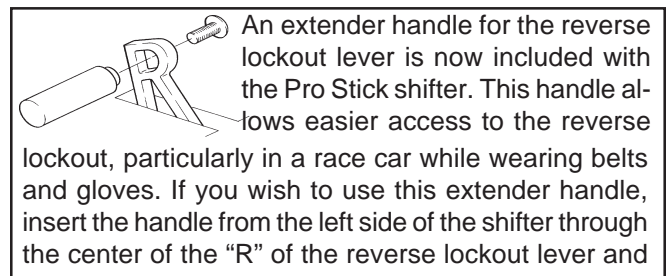 An extender handle for the reverse
lockout lever is now included with
the Pro Stick shifter. This handle al-
lows easier access to the reverse
lockout, particularly in a race car while wearing belts
and gloves. If you wish to use this extender handle,
insert the handle from the left side of the shifter through
the center of the “R” of the reverse lockout lever and